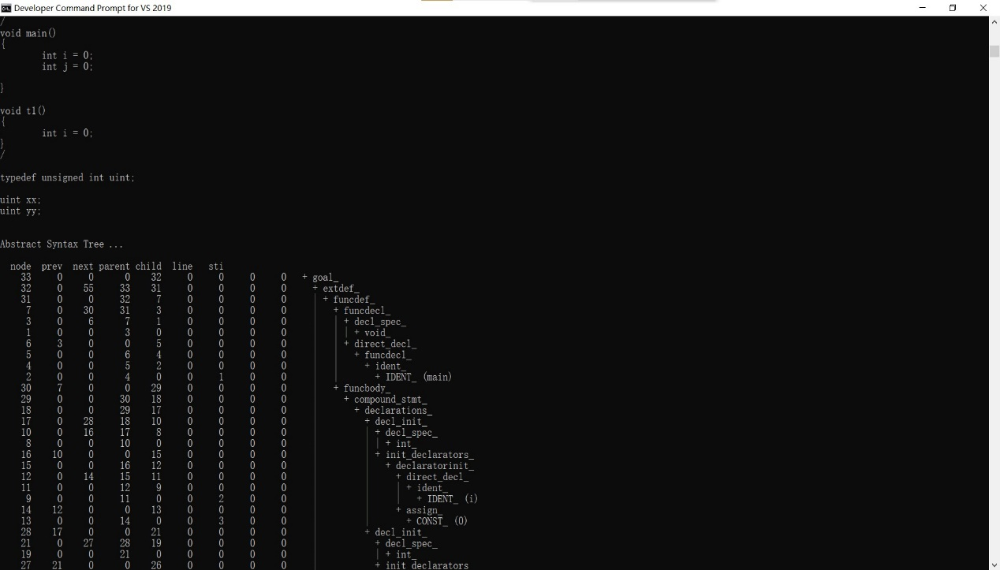 Developer Command Prompt for VS 2019
/
void main()
{
int i = 0;
int j = 0;
}
void t1()
{
int i = 0;
}
/
typedef unsigned int uint;
uint xx;
uint yy;
Abstract Syntax Tree ...
node prev next parent child line sti
33 0 0 0 32 0 0 0 0 + goal_
32 0 55 33 31 0 0 0 0 + extdef_
31 0 0 32 7 0 0 0 0 | + funcdef_
7 0 30 31 3 0 0 0 0 | + funcdecl_
3 0 6 7 1 0 0 0 0 | | + decl_spec_
1 0 0 3 0 0 0 0 0 | | | + void_
6 3 0 0 5 0 0 0 0 | | + direct_decl_
5 0 0 6 4 0 0 0 0 | | + funcdecl_
4 0 0 5 2 0 0 0 0 | | + ident_
2 0 0 4 0 0 1 0 0 | | + IDENT_ (main)
30 7 0 0 29 0 0 0 0 | + funcbody_
29 0 0 30 18 0 0 0 0 | + compound_stmt_
18 0 0 29 17 0 0 0 0 | + declarations_
17 0 28 18 10 0 0 0 0 | + decl_init_
10 0 16 17 8 0 0 0 0 | | + decl_spec_
8 0 0 10 0 0 0 0 0 | | | + int_
16 10 0 0 15 0 0 0 0 | | + init_declarators_
15 0 0 16 12 0 0 0 0 | | + declaratorinit_
12 0 14 15 11 0 0 0 0 | | + direct_decl_
11 0 0 12 9 0 0 0 0 | | | + ident_
9 0 0 11 0 0 2 0 0 | | | + IDENT_ (i)
14 12 0 0 13 0 0 0 0 | | + assign_
13 0 0 14 0 0 3 0 0 | | + CONST_ (0)
28 17 0 0 21 0 0 0 0 | + decl_init_
21 0 27 28 19 0 0 0 0 | + decl_spec_
19 0 0 21 0 0 0 0 0 | | + int_
27 21 0 0 26 0 0 0 0 | + init_declarators_